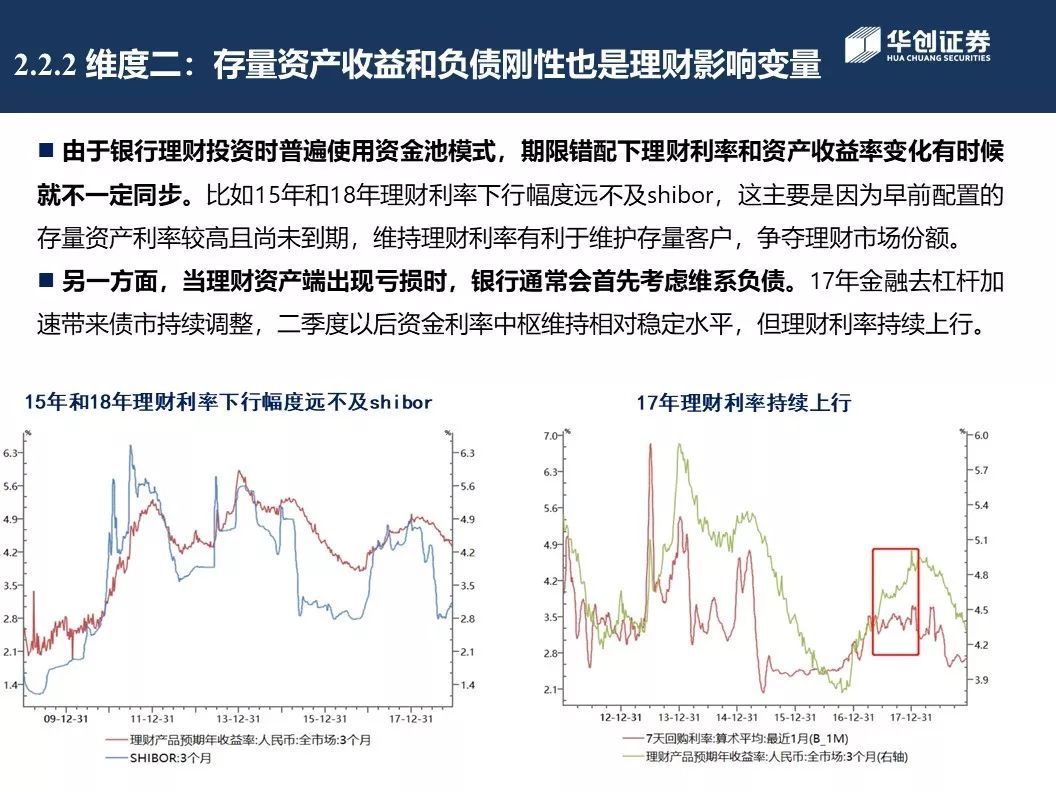 2.2.2 维度二：存量资产收益和负债刚性也是理财影响变量
华创证券
HUA CHUANG SECURITIES
■ 由于银行理财投资时普遍使用资金池模式，期限错配下理财利率和资产收益率变化有时候
就不一定同步。比如15年和18年理财利率下行幅度远不及shibor，这主要是因为早前配置的
存量资产利率较高且尚未到期，维持理财利率有利于维护存量客户，争夺理财市场份额。
■ 另一方面，当理财资产端出现亏损时，银行通常会首先考虑维系负债。17年金融去杠杆加
速带来债市持续调整，二季度以后资金利率中枢维持相对稳定水平，但理财利率持续上行。
15年和18年理财利率下行幅度远不及shibor
% %
6.3 6.3
5.6 5.6
4.9 4.9
4.2 4.2
3.5 3.5
2.8 2.8
2.1 2.1
1.4 1.4
09-12-31 11-12-31 13-12-31 15-12-31 17-12-31
理财产品预期年收益率:人民币:全市场:3个月
SHIBOR:3个月
17年理财利率持续上行
% %
7.0 6.0
6.3 5.7
5.6 5.4
4.9 5.1
4.2 4.8
3.5 4.5
2.8 4.2
2.1 3.9
12-12-31 13-12-31 14-12-31 15-12-31 16-12-31 17-12-31
7天回购利率:算术平均:最近1月(B_1M)
理财产品预期年收益率:人民币:全市场:3个月(右轴)